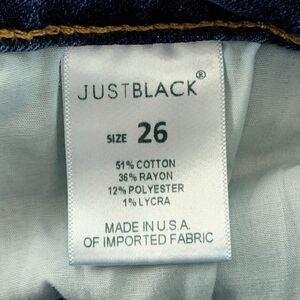 JUSTBLACK®
SIZE 26
51% COTTON
36% RAYON
12% POLYESTER
1% LYCRA
MADE IN U.S.A.
OF IMPORTED FABRIC